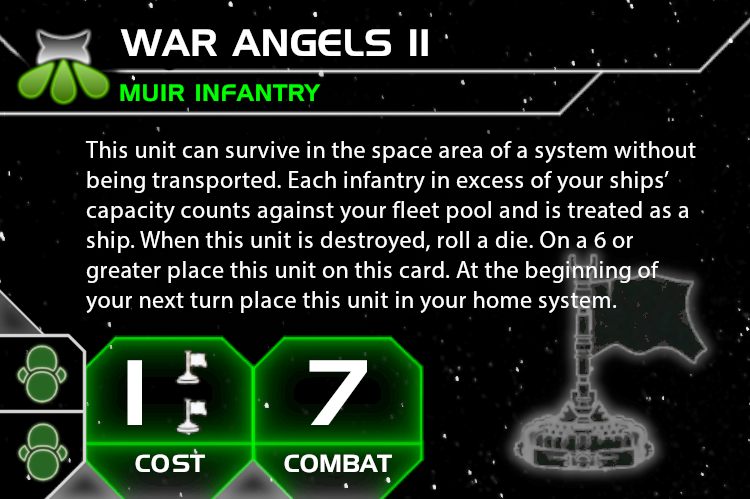 WAR ANGELS II
MUIR INFANTRY
This unit can survive in the space area of a system without
being transported. Each infantry in excess of your ships’
capacity counts against your fleet pool and is treated as a
ship. When this unit is destroyed, roll a die. On a 6 or
greater place this unit on this card. At the beginning of
your next turn place this unit in your home system.
1 7
COST COMBAT